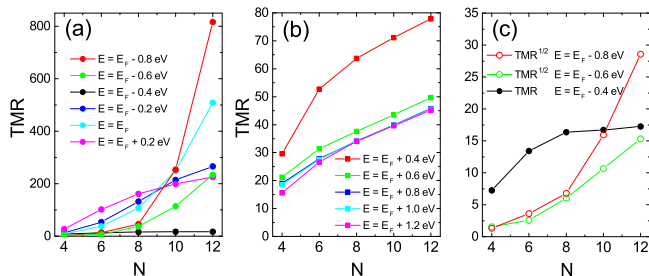 (a)
TMR
800
600
400
200
0
E = E_F - 0.8 eV
E = E_F - 0.6 eV
E = E_F - 0.4 eV
E = E_F - 0.2 eV
E = E_F
E = E_F + 0.2 eV
4 6 8 10 12
N
(b)
TMR
80
70
60
50
40
30
20
10
0
E = E_F + 0.4 eV
E = E_F + 0.6 eV
E = E_F + 0.8 eV
E = E_F + 1.0 eV
E = E_F + 1.2 eV
4 6 8 10 12
N
(c)
40
35
30
25
20
15
10
5
0
TMR^1/2 E = E_F - 0.8 eV
TMR^1/2 E = E_F - 0.6 eV
TMR E = E_F - 0.4 eV
4 6 8 10 12
N